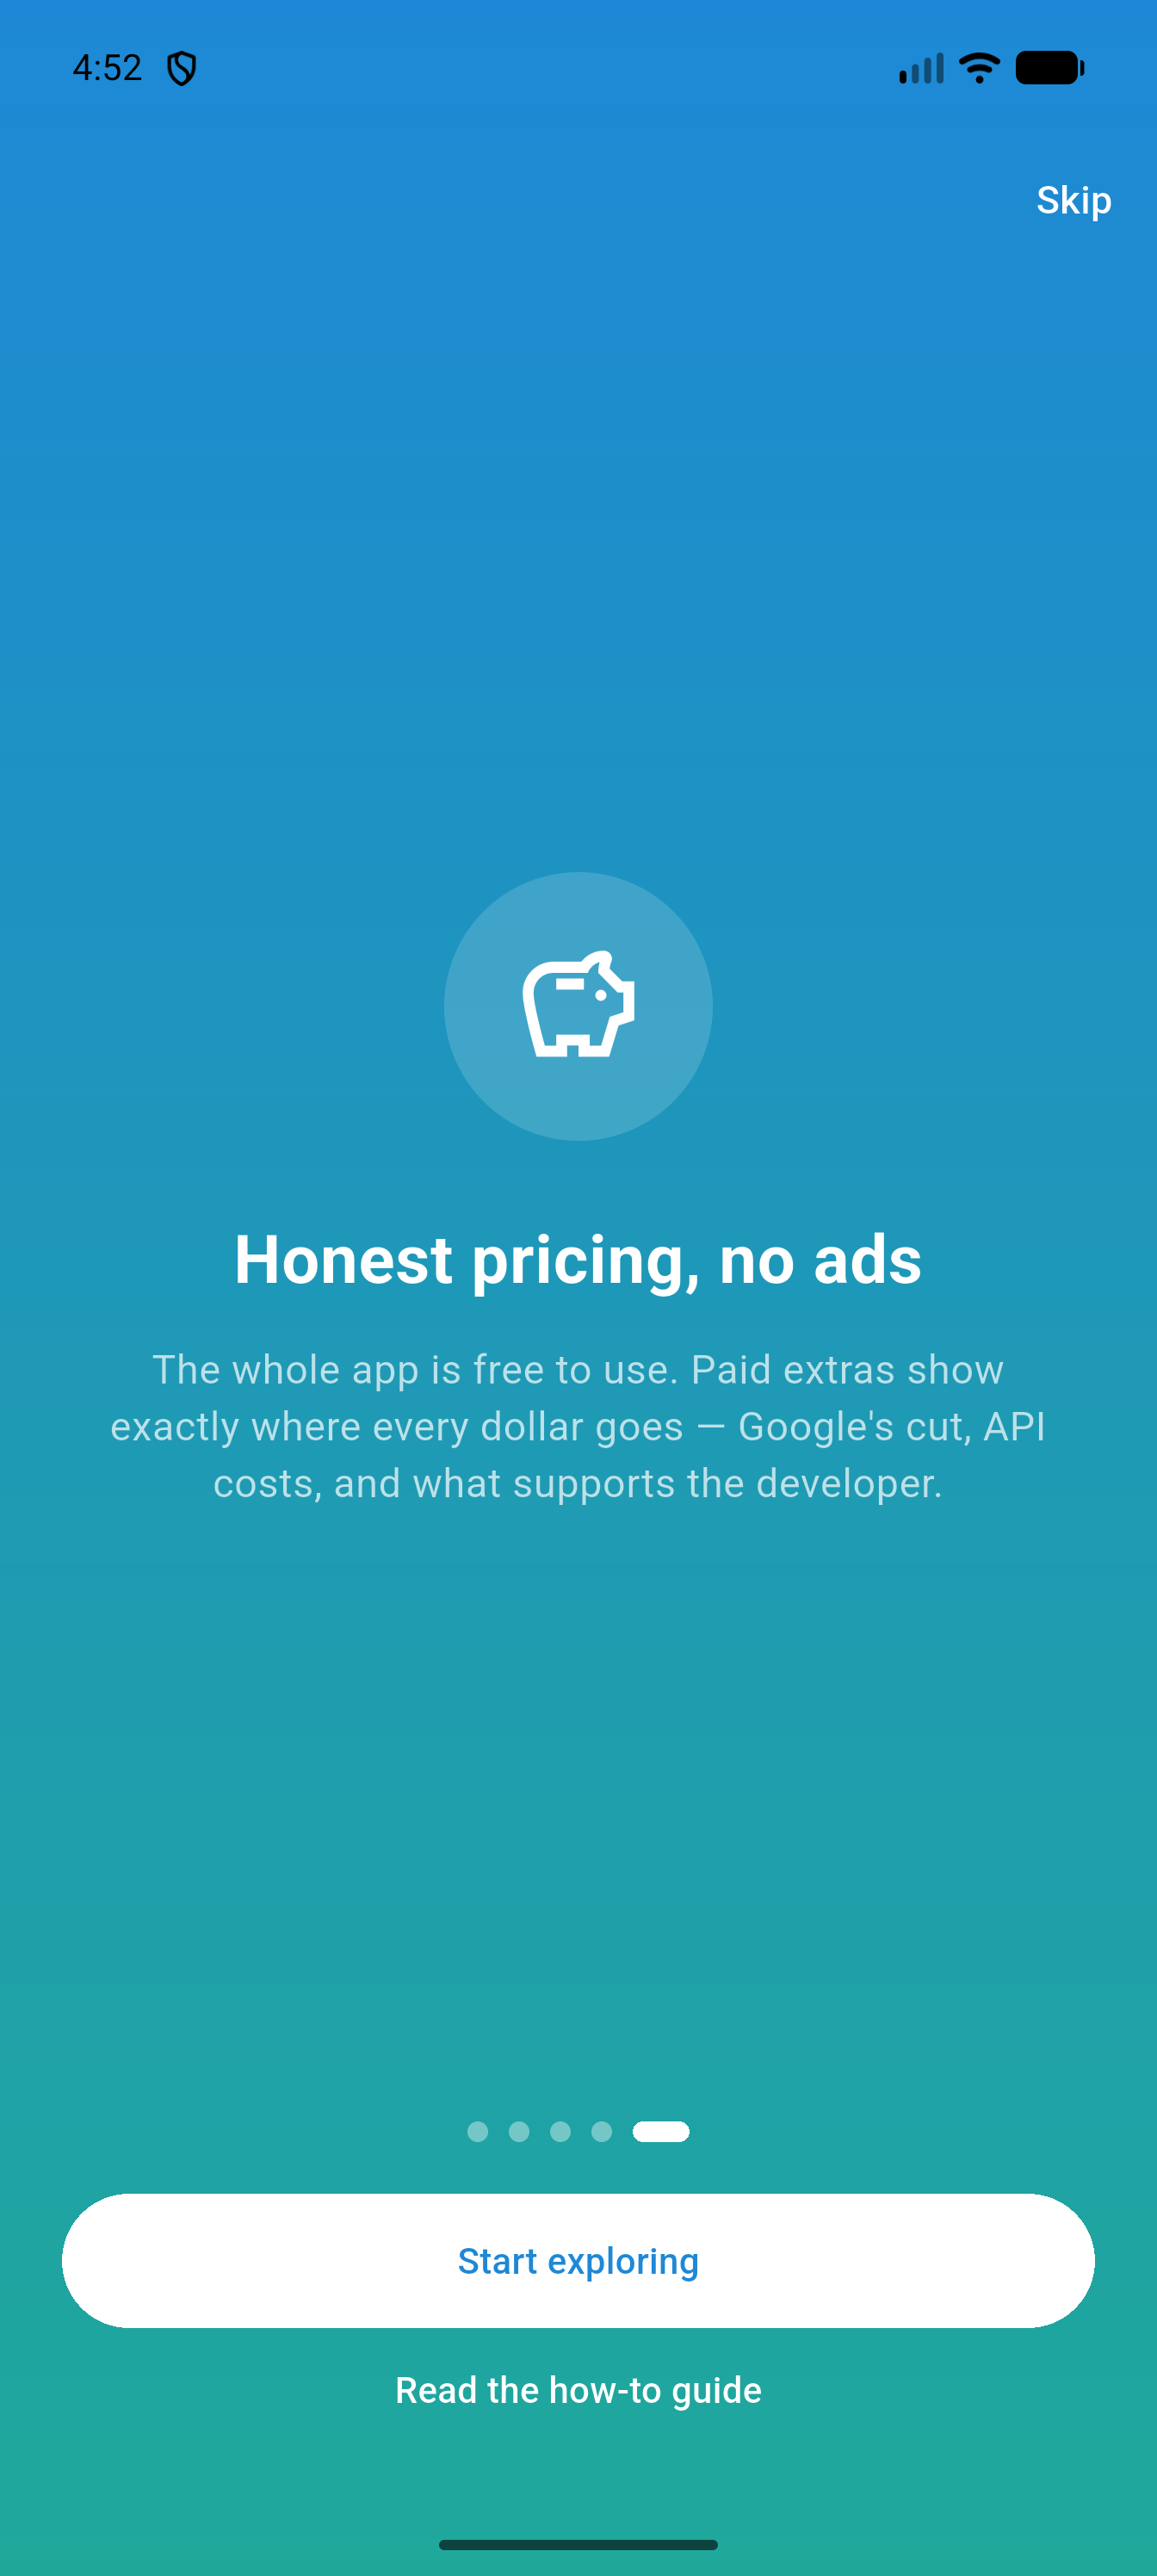 4:52
Skip
Honest pricing, no ads
The whole app is free to use. Paid extras show
exactly where every dollar goes — Google's cut, API
costs, and what supports the developer.
Start exploring
Read the how-to guide